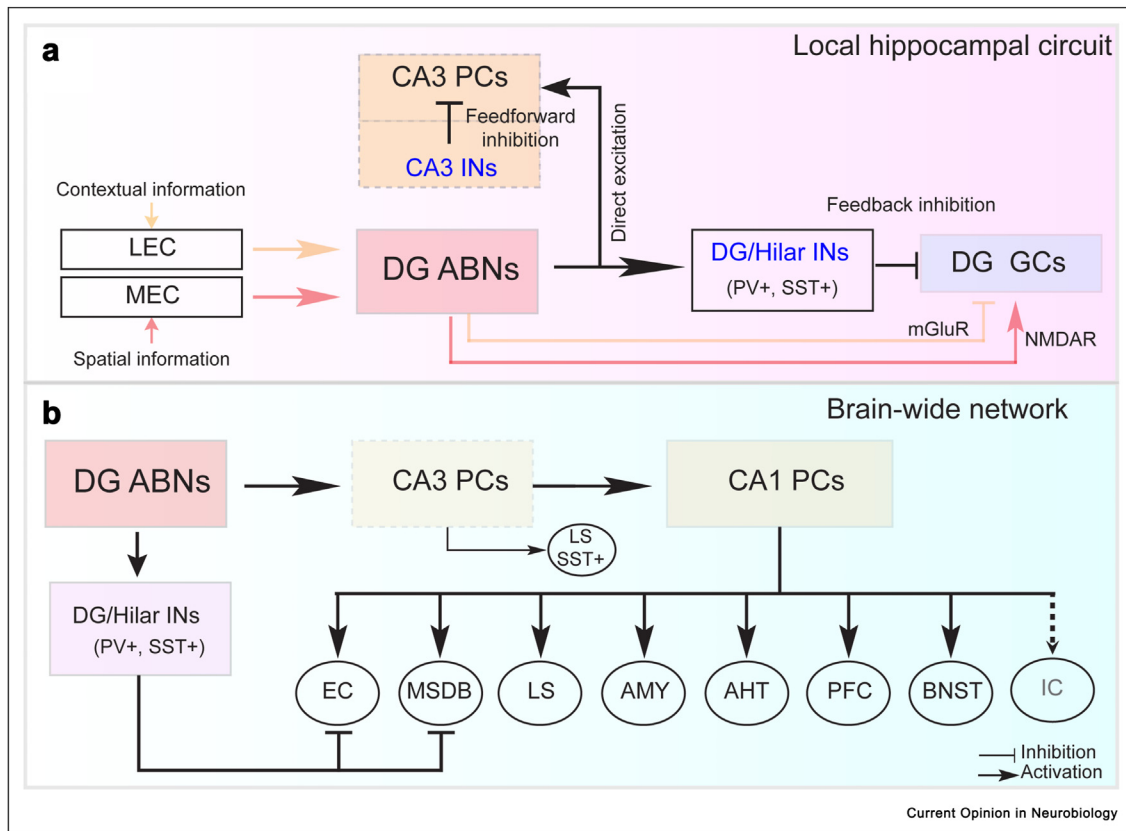 a
Local hippocampal circuit
CA3 PCs
Feedforward
inhibition
CA3 INs
Direct excitation
Contextual information
LEC
MEC
Spatial information
DG ABNs
Feedback inhibition
DG/Hilar INs
(PV+, SST+)
DG GCs
mGluR
NMDAR
b
Brain-wide network
DG ABNs
CA3 PCs
CA1 PCs
LS
SST+
DG/Hilar INs
(PV+, SST+)
EC
MSDB
LS
AMY
AHT
PFC
BNST
IC
Inhibition
Activation
Current Opinion in Neurobiology